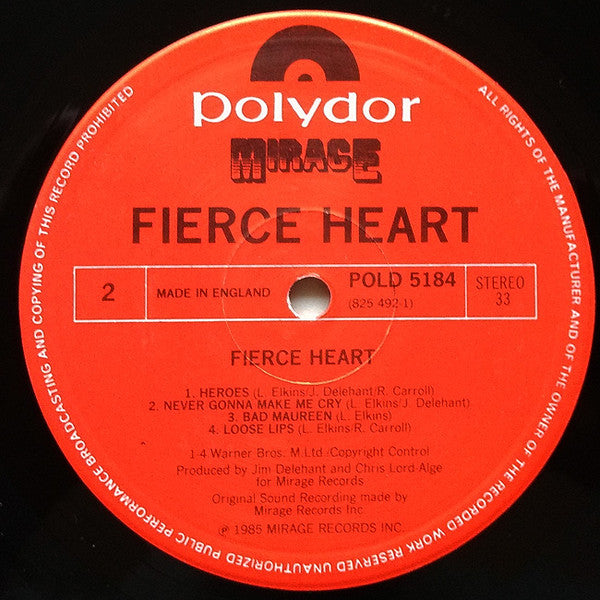 polydor
MIRAGE
FIERCE HEART
2
MADE IN ENGLAND
POLD 5184
(825 492-1)
STEREO
33
FIERCE HEART
1. HEROES (L. Elkins/J. Delehant/R. Carroll)
2. NEVER GONNA MAKE ME CRY (L. Elkins/J. Delehant)
3. BAD MAUREEN (L. Elkins)
4. LOOSE LIPS (L. Elkins/R. Carroll)
1-4 Warner Bros. M.Ltd./Copyright Control
Produced by Jim Delehant and Chris Lord-Alge
for Mirage Records
Original Sound Recording made by
Mirage Records Inc.
℗ 1985 MIRAGE RECORDS INC.
ALL RIGHTS OF THE MANUFACTURER AND OF THE OWNER OF THE RECORDED WORK RESERVED UNAUTHORIZED PUBLIC PERFORMANCE BROADCASTING AND COPYING OF THIS RECORD PROHIBITED